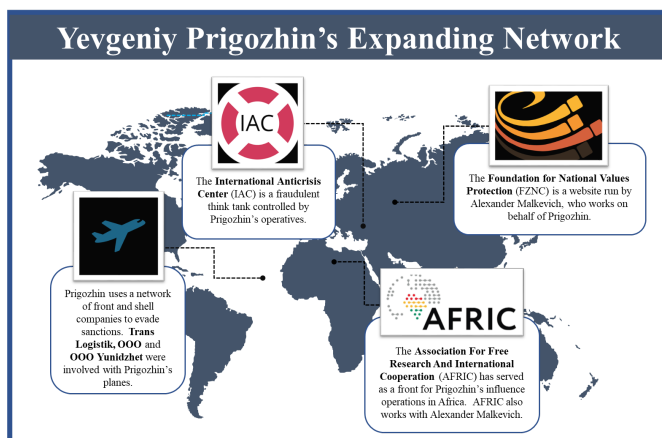 Yevgeniy Prigozhin's Expanding Network
IAC
The International Anticrisis
Center (IAC) is a fraudulent
think tank controlled by
Prigozhin's operatives.
The Foundation for National Values
Protection (FZNC) is a website run by
Alexander Malkevich, who works on
behalf of Prigozhin.
Prigozhin uses a network
of front and shell
companies to evade
sanctions. Trans
Logistik, OOO and
OOO Yunidzhet were
involved with Prigozhin's
planes.
AFRIC
The Association For Free
Research And International
Cooperation (AFRIC) has served
as a front for Prigozhin's influence
operations in Africa. AFRIC also
works with Alexander Malkevich.